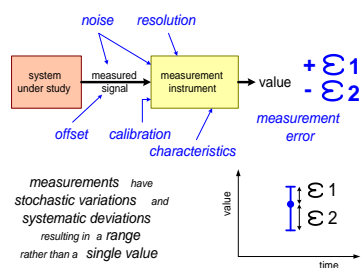 noise
resolution
system
under study
measured
signal
measurement
instrument
value
+ ε1
- ε2
measurement
error
offset
calibration
characteristics
measurements have
stochastic variations and
systematic deviations
resulting in a range
rather than a single value
value
ε1
ε2
time